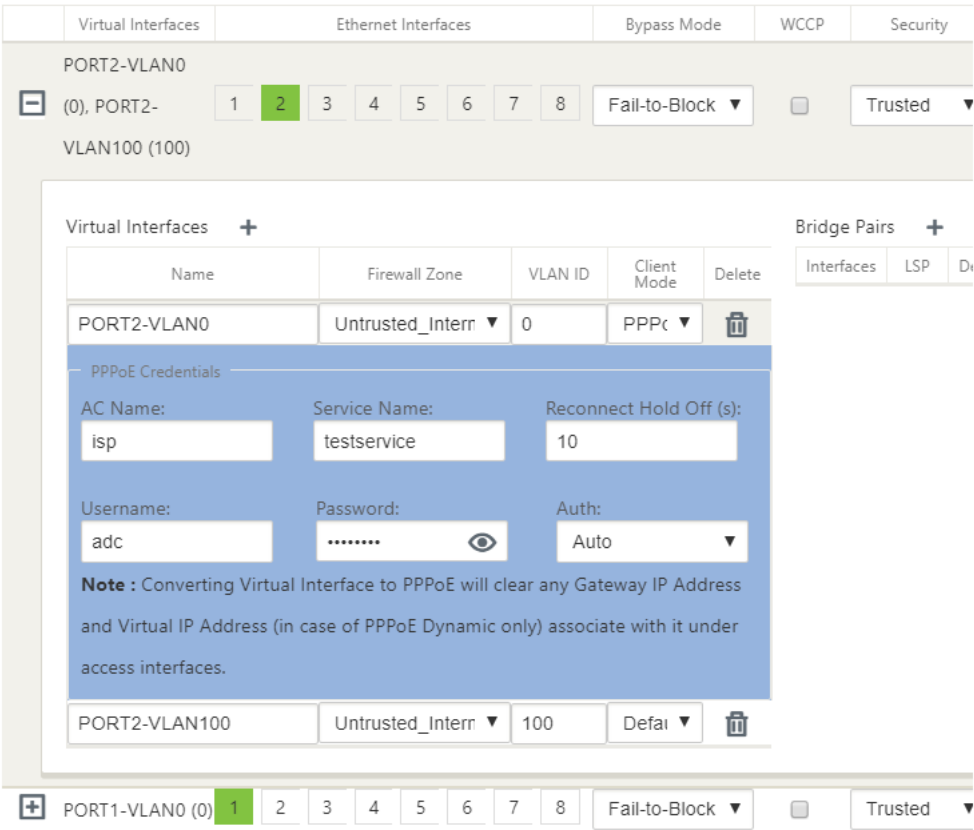 Virtual Interfaces Ethernet Interfaces Bypass Mode WCCP Security
PORT2-VLAN0
(0), PORT2- 1 2 3 4 5 6 7 8 Fail-to-Block Trusted
VLAN100 (100)
Virtual Interfaces + Bridge Pairs +
Name Firewall Zone VLAN ID Client Mode Delete Interfaces LSP De
PORT2-VLAN0 Untrusted_Intern 0 PPPo
PPPoE Credentials
AC Name: Service Name: Reconnect Hold Off (s):
isp testservice 10
Username: Password: Auth:
adc •••••••• Auto
Note : Converting Virtual Interface to PPPoE will clear any Gateway IP Address
and Virtual IP Address (in case of PPPoE Dynamic only) associate with it under
access interfaces.
PORT2-VLAN100 Untrusted_Intern 100 Defau
PORT1-VLAN0 (0) 1 2 3 4 5 6 7 8 Fail-to-Block Trusted